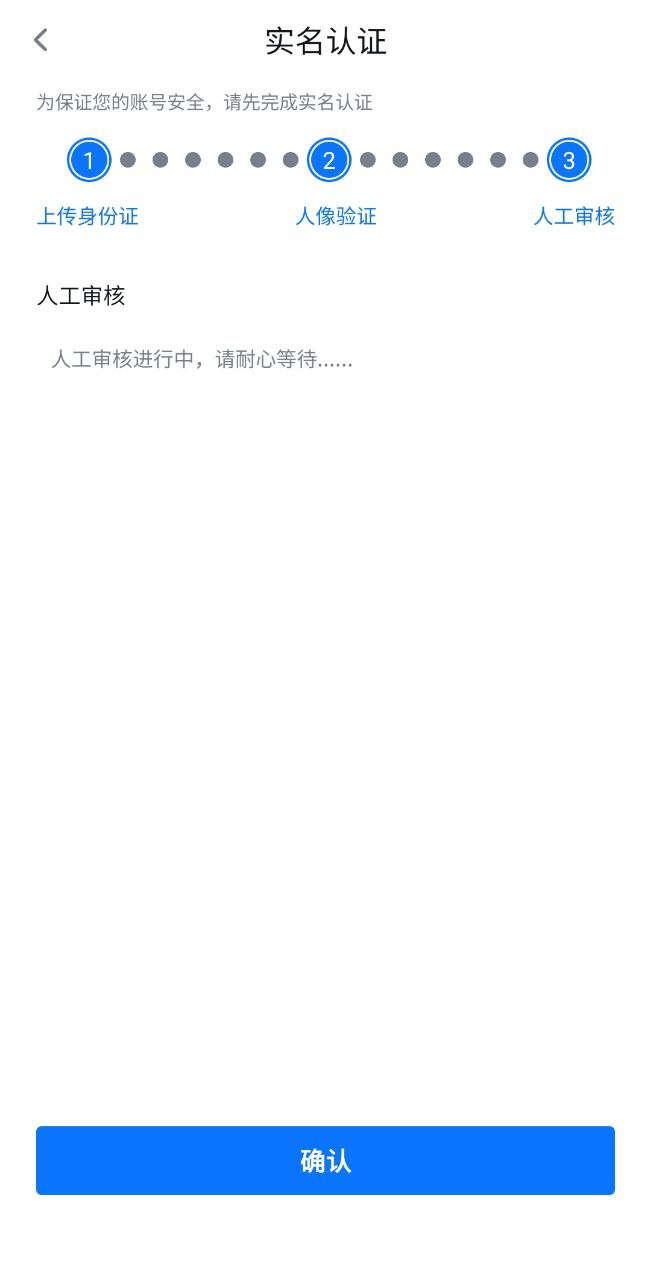 实名认证
为保证您的账号安全，请先完成实名认证
1 2 3
上传身份证 人像验证 人工审核
人工审核
人工审核进行中，请耐心等待......
确认